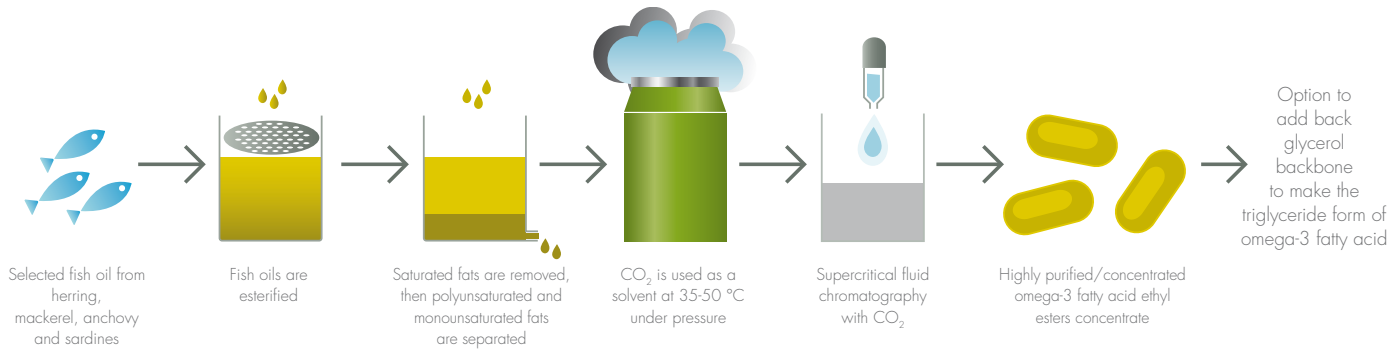 Selected fish oil from
herring,
mackerel, anchovy
and sardines
Fish oils are
esterified
Saturated fats are removed,
then polyunsaturated and
monounsaturated fats
are separated
CO₂ is used as a
solvent at 35-50 °C
under pressure
Supercritical fluid
chromatography
with CO₂
Highly purified/concentrated
omega-3 fatty acid ethyl
esters concentrate
Option to
add back
glycerol
backbone
to make the
triglyceride form of
omega-3 fatty acid